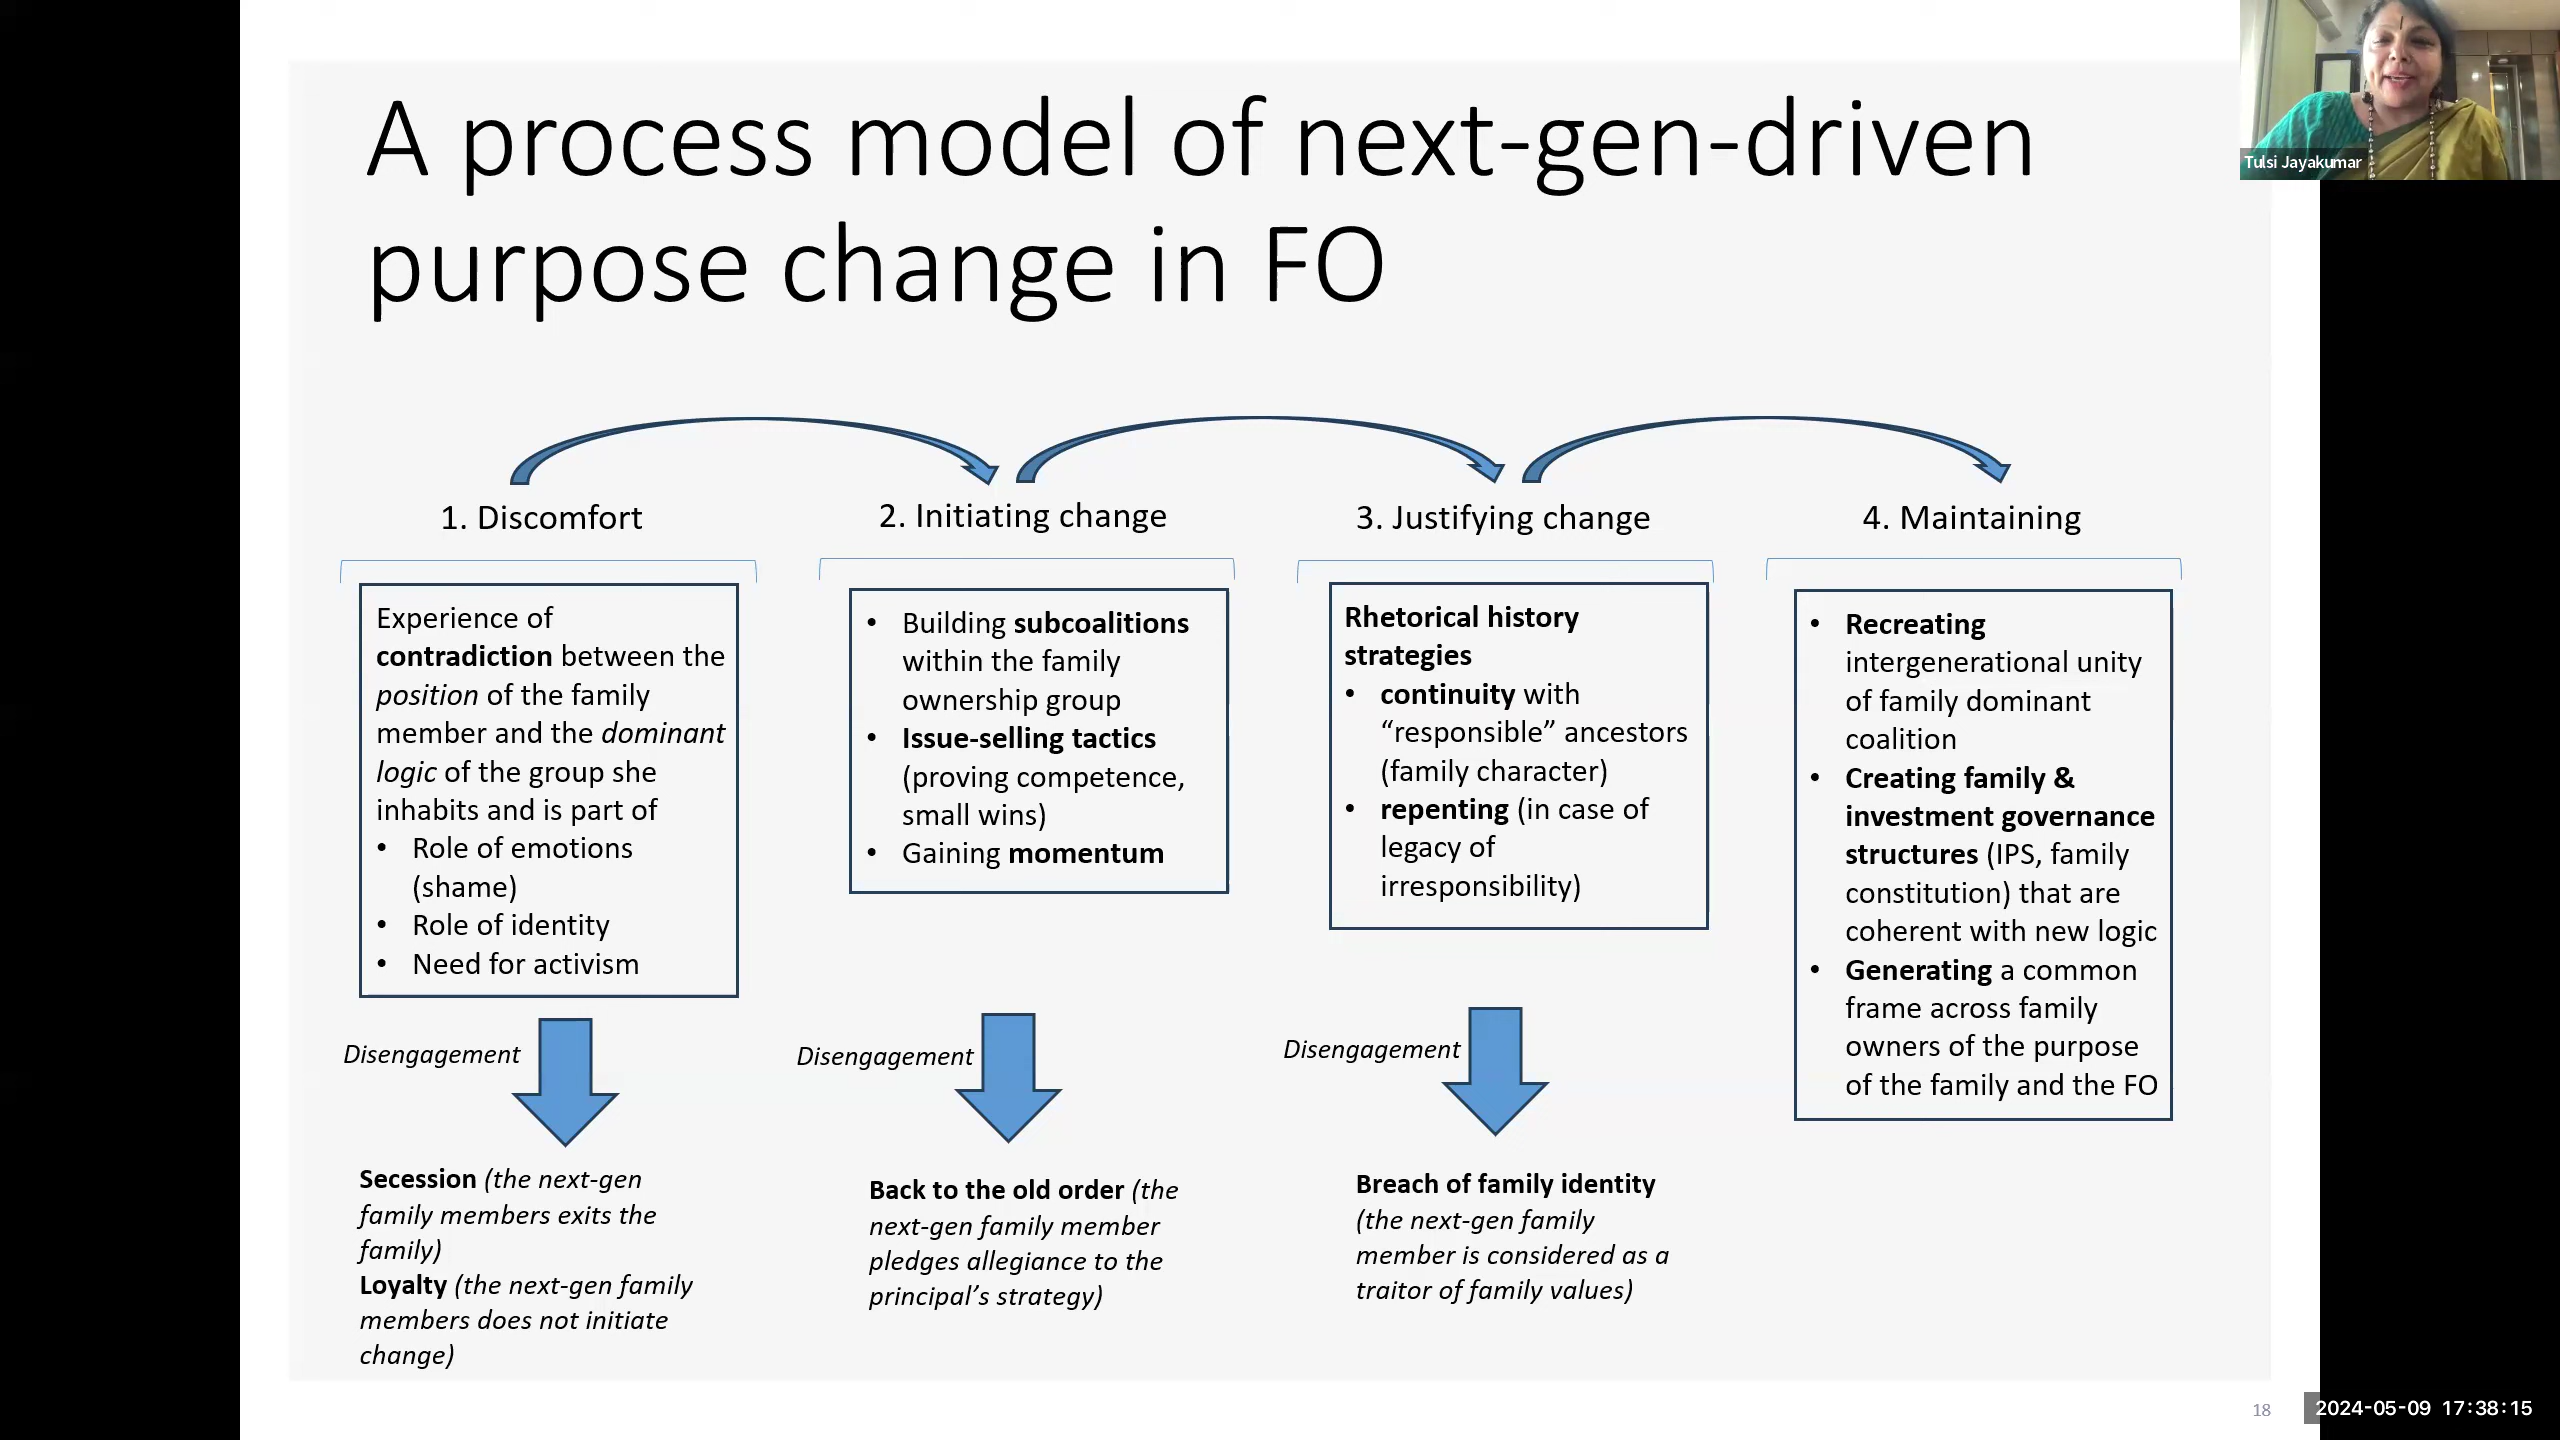 A process model of next-gen-driven
purpose change in FO
Tulsi Jayakumar
1. Discomfort
Experience of
contradiction between the
position of the family
member and the dominant
logic of the group she
inhabits and is part of
• Role of emotions
(shame)
• Role of identity
• Need for activism
Disengagement
Secession (the next-gen
family members exits the
family)
Loyalty (the next-gen family
members does not initiate
change)
2. Initiating change
• Building subcoalitions
within the family
ownership group
• Issue-selling tactics
(proving competence,
small wins)
• Gaining momentum
Disengagement
Back to the old order (the
next-gen family member
pledges allegiance to the
principal’s strategy)
3. Justifying change
Rhetorical history
strategies
• continuity with
“responsible” ancestors
(family character)
• repenting (in case of
legacy of
irresponsibility)
Disengagement
Breach of family identity
(the next-gen family
member is considered as a
traitor of family values)
4. Maintaining
• Recreating
intergenerational unity
of family dominant
coalition
• Creating family &
investment governance
structures (IPS, family
constitution) that are
coherent with new logic
• Generating a common
frame across family
owners of the purpose
of the family and the FO
18
2024-05-09 17:38:15